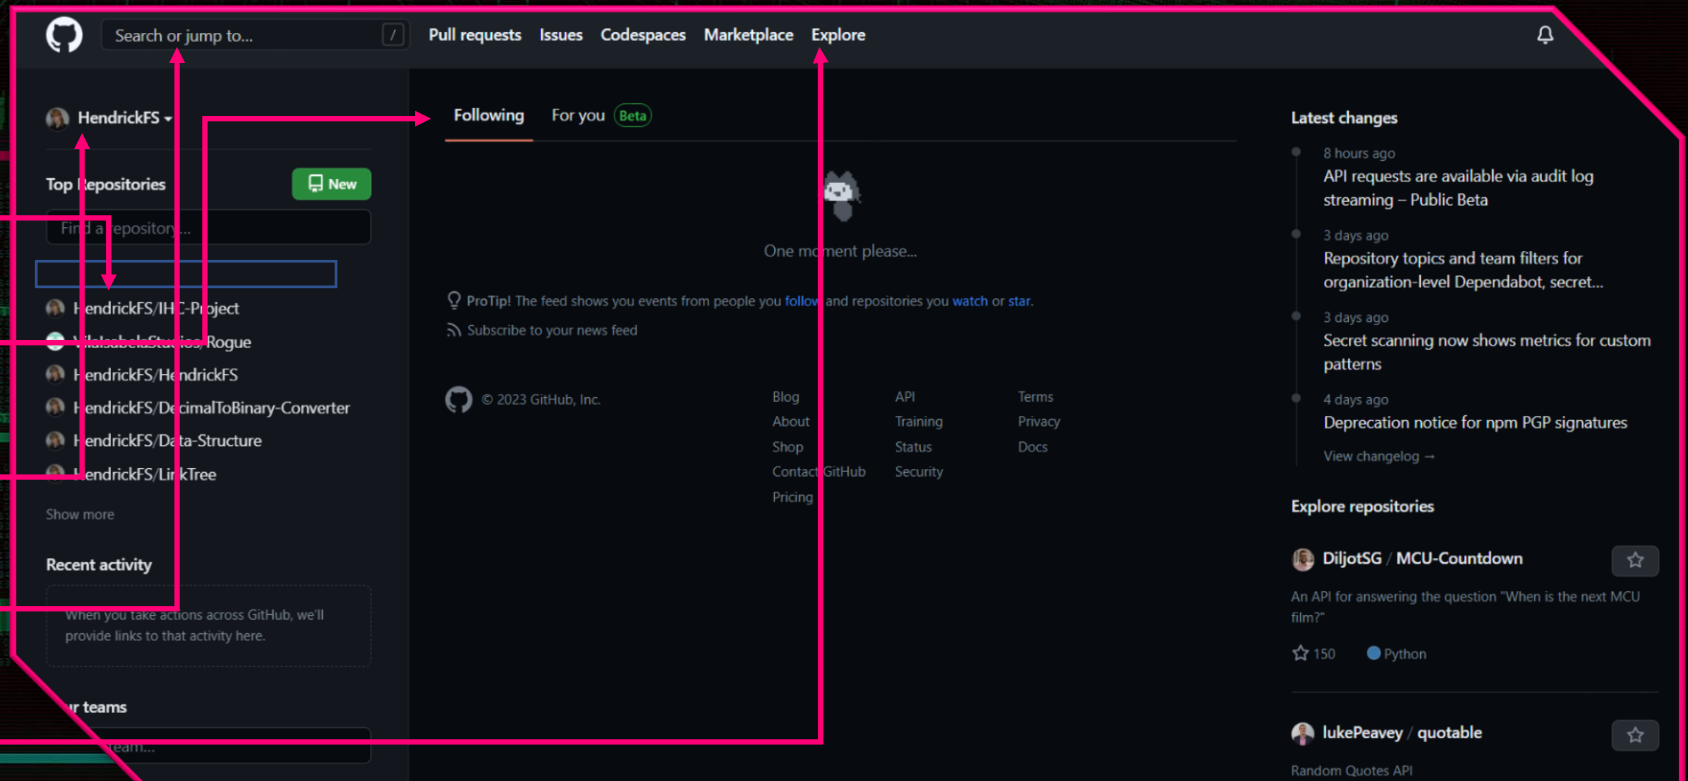 Search or jump to...
/
Pull requests
Issues
Codespaces
Marketplace
Explore
HendrickFS
Top Repositories
New
Find a repository...
HendrickFS/IHC-Project
VilaIsabelaStudios/Rogue
HendrickFS/HendrickFS
HendrickFS/DecimalToBinary-Converter
HendrickFS/Data-Structure
HendrickFS/LinkTree
Show more
Recent activity
When you take actions across GitHub, we'll
provide links to that activity here.
teams
Following
For you
Beta
One moment please...
ProTip! The feed shows you events from people you follow and repositories you watch or star.
Subscribe to your news feed
© 2023 GitHub, Inc.
Blog
About
Shop
Contact GitHub
Pricing
API
Training
Status
Security
Terms
Privacy
Docs
Latest changes
8 hours ago
API requests are available via audit log
streaming – Public Beta
3 days ago
Repository topics and team filters for
organization-level Dependabot, secret...
3 days ago
Secret scanning now shows metrics for custom
patterns
4 days ago
Deprecation notice for npm PGP signatures
View changelog →
Explore repositories
DiljotSG / MCU-Countdown
An API for answering the question "When is the next MCU
film?"
150
Python
lukePeavey / quotable
Random Quotes API